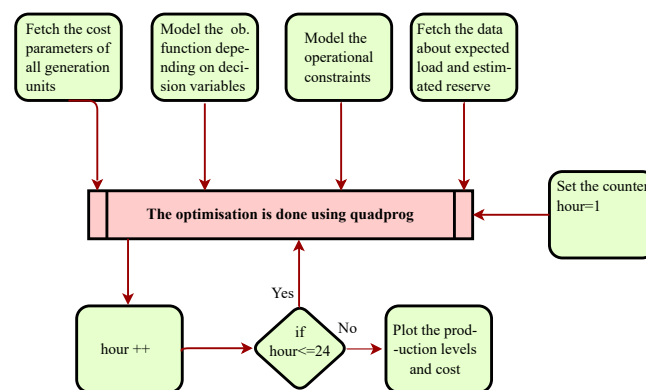 Fetch the cost
parameters of
all generation
units
Model the ob.
function depe-
nding on deci-
sion variables
Model the
operational
constraints
Fetch the data
about expected
load and estim-
ated reserve
The optimisation is done using quadprog
Set the counter
hour=1
Yes
hour ++
if
hour<=24
No
Plot the prod-
-uction levels
and cost